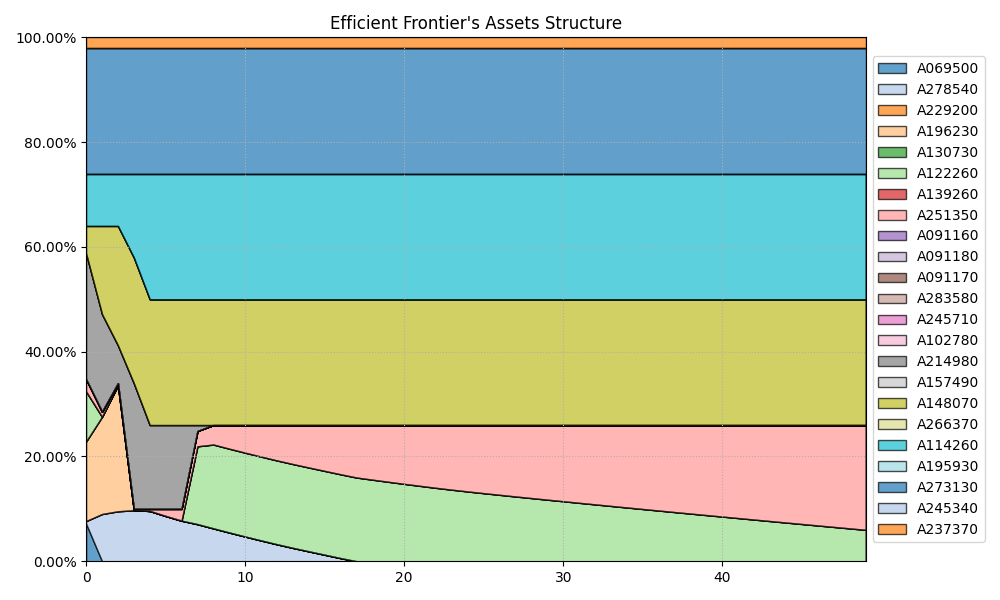 Efficient Frontier's Assets Structure
100.00%
80.00%
60.00%
40.00%
20.00%
0.00%
0
10
20
30
40
A069500
A278540
A229200
A196230
A130730
A122260
A139260
A251350
A091160
A091180
A091170
A283580
A245710
A102780
A214980
A157490
A148070
A266370
A114260
A195930
A273130
A245340
A237370